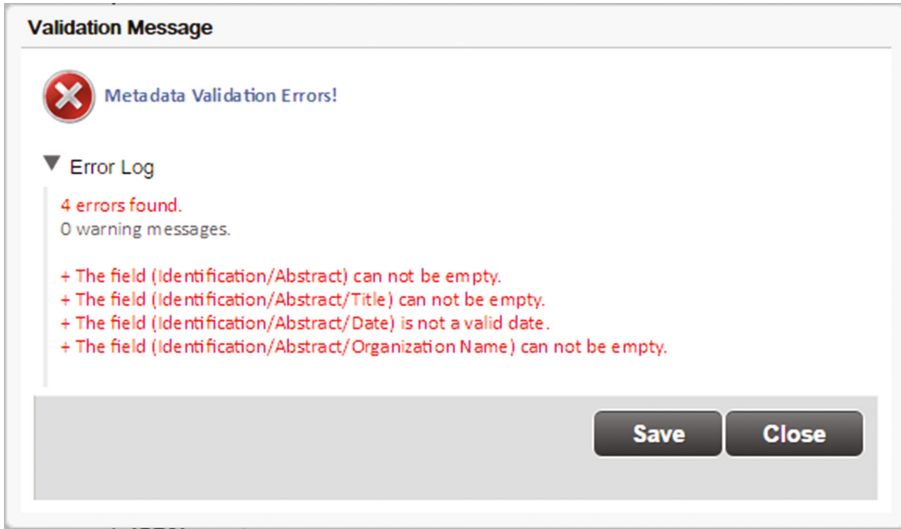 Validation Message
Metadata Validation Errors!
Error Log
4 errors found.
0 warning messages.
+ The field (Identification/Abstract) can not be empty.
+ The field (Identification/Abstract/Title) can not be empty.
+ The field (Identification/Abstract/Date) is not a valid date.
+ The field (Identification/Abstract/Organization Name) can not be empty.
Save Close